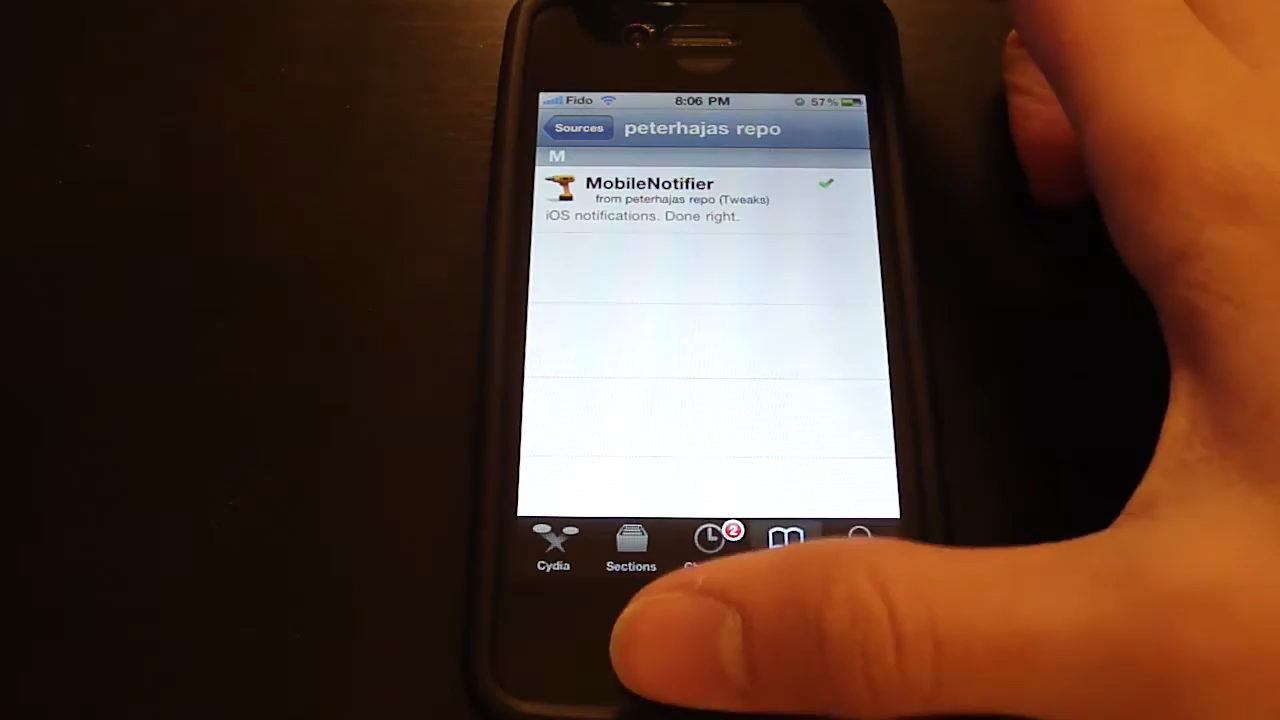 Fido 8:06 PM 57%
Sources peterhajas repo
M
MobileNotifier
from peterhajas repo (Tweaks)
iOS notifications. Done right.
2
Cydia Sections